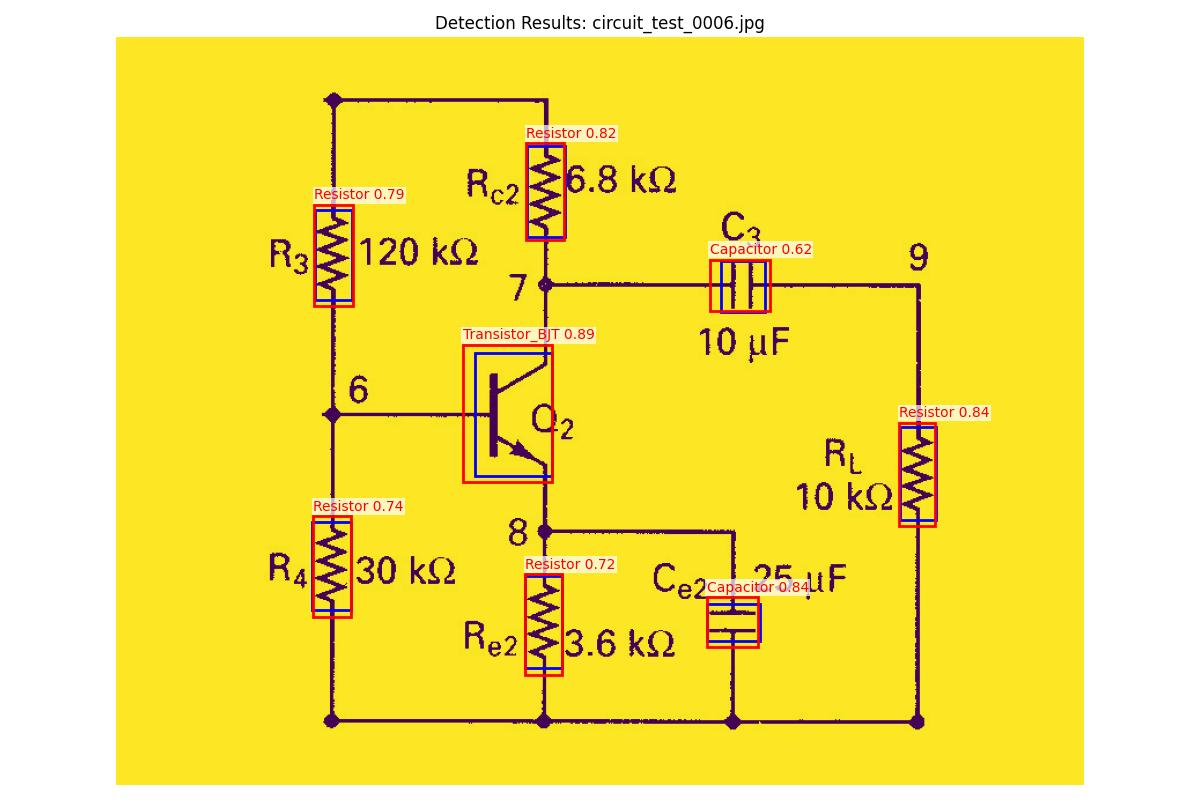 Detection Results: circuit_test_0006.jpg
Resistor 0.82
Rc2 6.8 kΩ
Resistor 0.79
R3 120 kΩ
C3
Capacitor 0.62
9
7
10 μF
Transistor_BJT 0.89
6
Q2
Resistor 0.84
RL
10 kΩ
Resistor 0.74
8
R4 30 kΩ
Resistor 0.72
Ce2 25 μF
Capacitor 0.84
Re2 3.6 kΩ